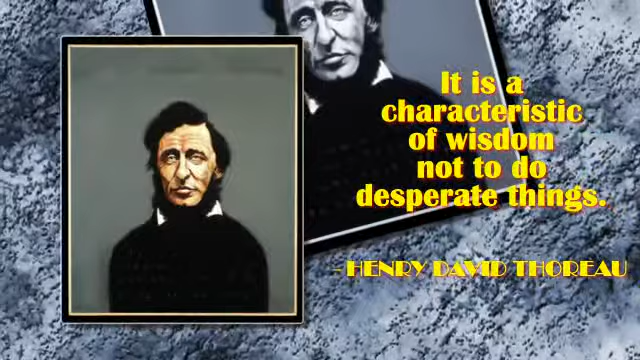 It is a
characteristic
of wisdom
not to do
desperate things.
- HENRY DAVID THOREAU